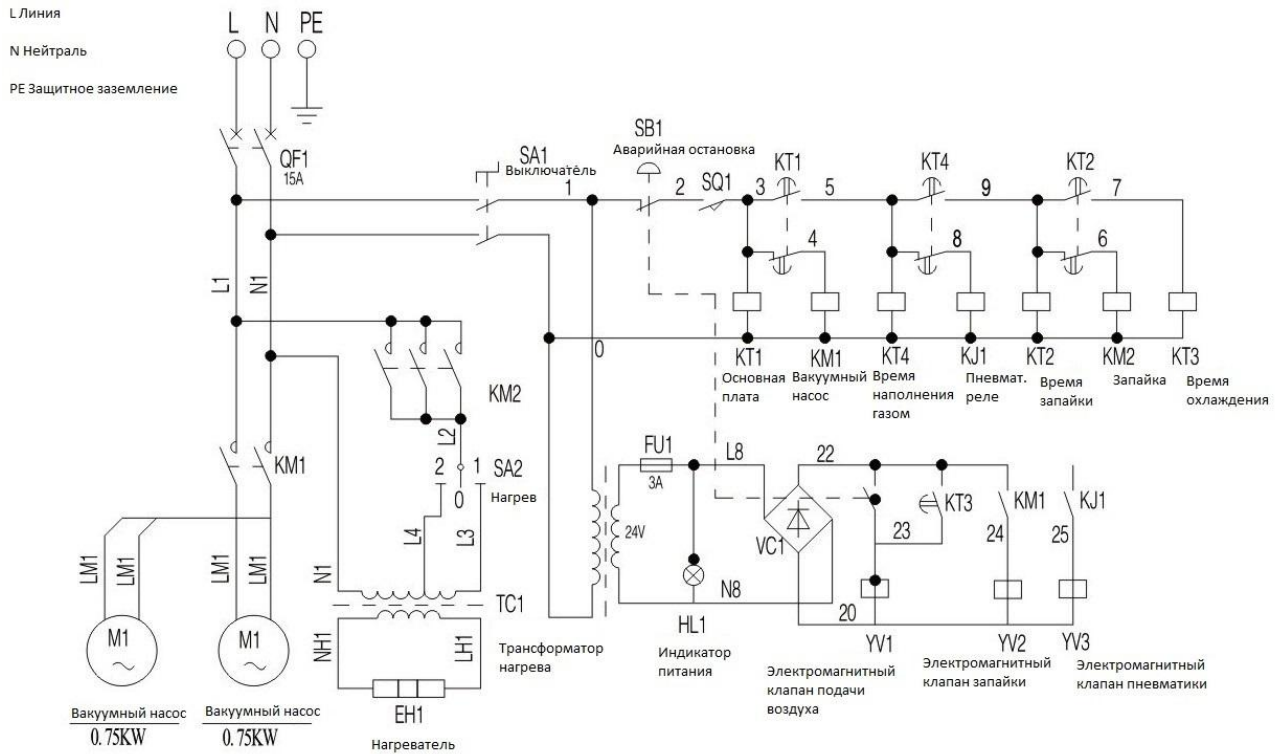 L Линия
N Нейтраль
PE Защитное заземление
L N PE
QF1
15A
SA1
Выключатель
1
SB1
Аварийная остановка
2
SQ1
3
KT1
5
KT4
9
KT2
7
4
8
6
L1
N1
0
KT1
Основная
плата
KM1
Вакуумный
насос
KT4
Время
наполнения
газом
KJ1
Пневмат.
реле
KT2
Время
запайки
KM2
Запайка
KT3
Время
охлаждения
KM2
L2
2
1
0
SA2
Нагрев
KM1
L4
L3
N1
TC1
Трансформатор
нагрева
NH1
LH1
EH1
Нагреватель
LM1
LM1
LM1
LM1
M1
M1
Вакуумный насос
0.75KW
Вакуумный насос
0.75KW
FU1
3A
24V
L8
VC1
N8
HL1
Индикатор
питания
22
23
KT3
KM1
24
KJ1
25
20
YV1
Электромагнитный
клапан подачи
воздуха
YV2
Электромагнитный
клапан запайки
YV3
Электромагнитный
клапан пневматики